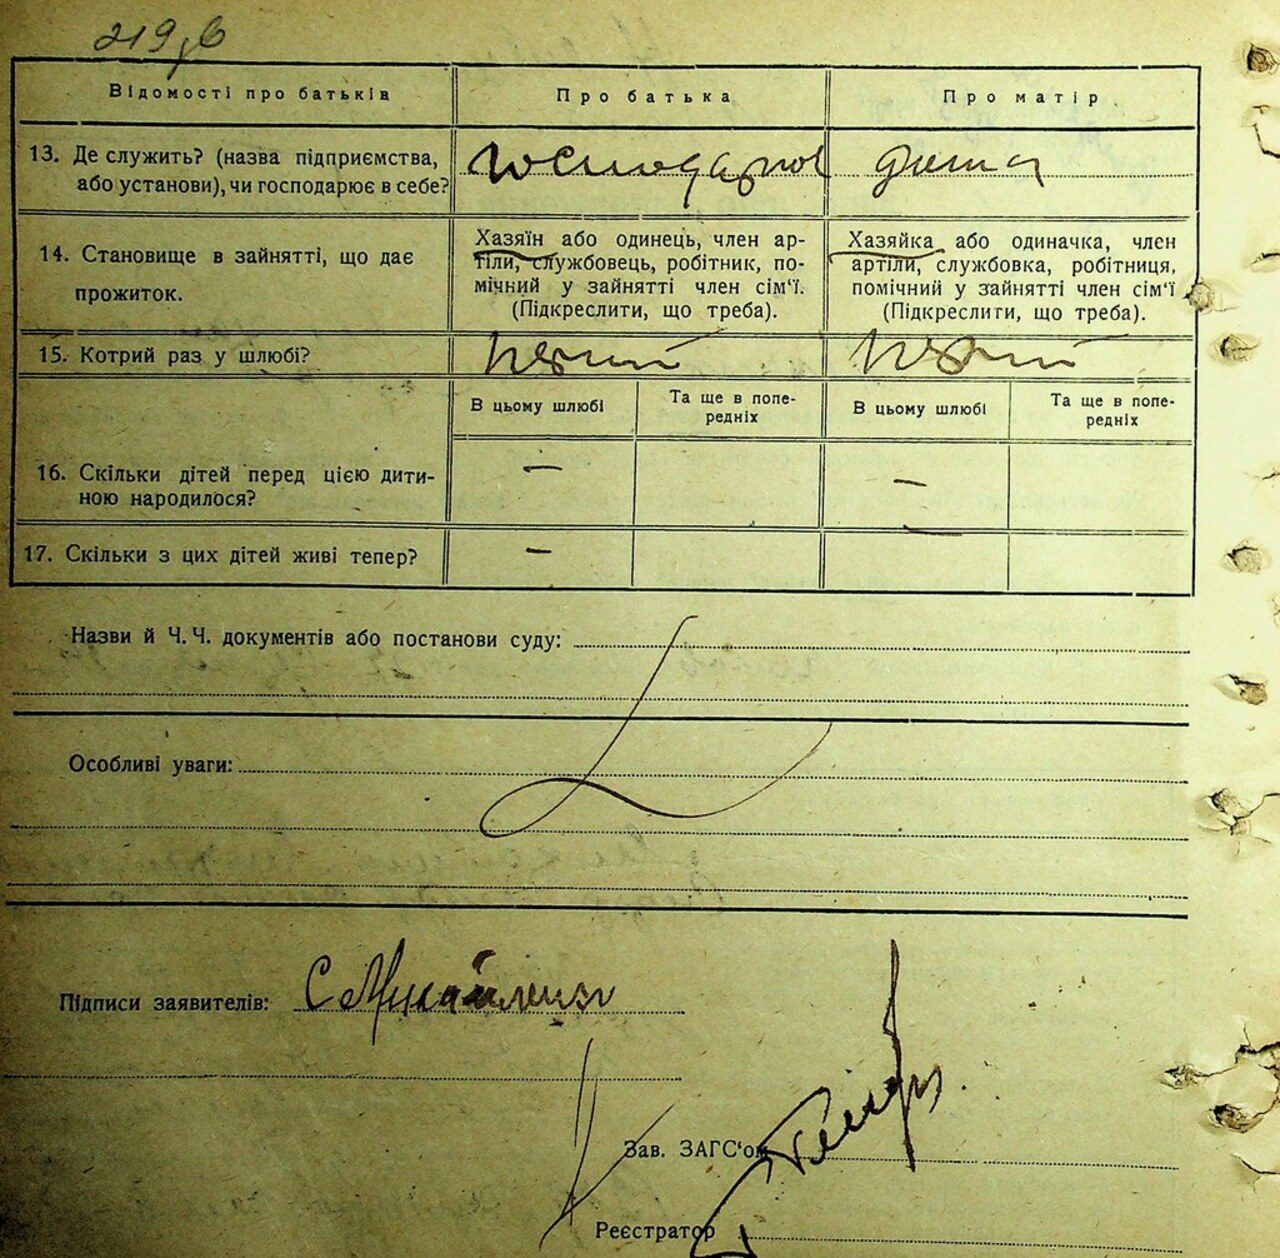 219,б
Відомості про батьків
Про батька
Про матір
13. Де служить? (назва підприємства,
або установи), чи господарює в себе?
дома
14. Становище в зайнятті, що дає
прожиток.
Хазяїн або одинець, член ар-
тіли, службовець, робітник, по-
мічний у зайнятті член сім'ї.
(Підкреслити, що треба).
Хазяйка або одиначка, член
артіли, службовка, робітниця,
помічний у зайнятті член сім'ї
(Підкреслити, що треба).
15. Котрий раз у шлюбі?
В цьому шлюбі
Та ще в попе-
редніх
В цьому шлюбі
Та ще в попе-
редніх
16. Скільки дітей перед цією дити-
ною народилося?
—
—
17. Скільки з цих дітей живі тепер?
—
—
Назви й Ч. Ч. документів або постанови суду:
Особливі уваги:
Підписи заявителів: С Михайленко
Зав. ЗАГС'ом
Реєстратор